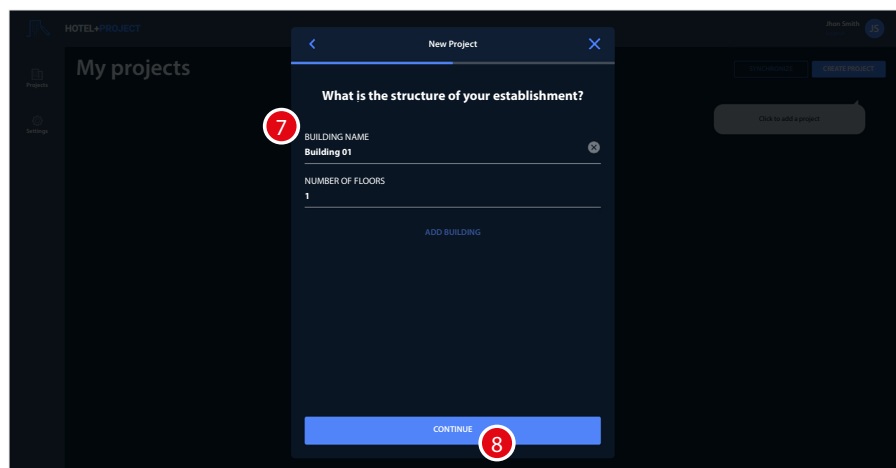 HOTEL+PROJECT
Jhon Smith
JS
My projects
Projects
Settings
CREATE PROJECT
Click to add a project
New Project
What is the structure of your establishment?
7
BUILDING NAME
Building 01
NUMBER OF FLOORS
1
ADD BUILDING
CONTINUE
8